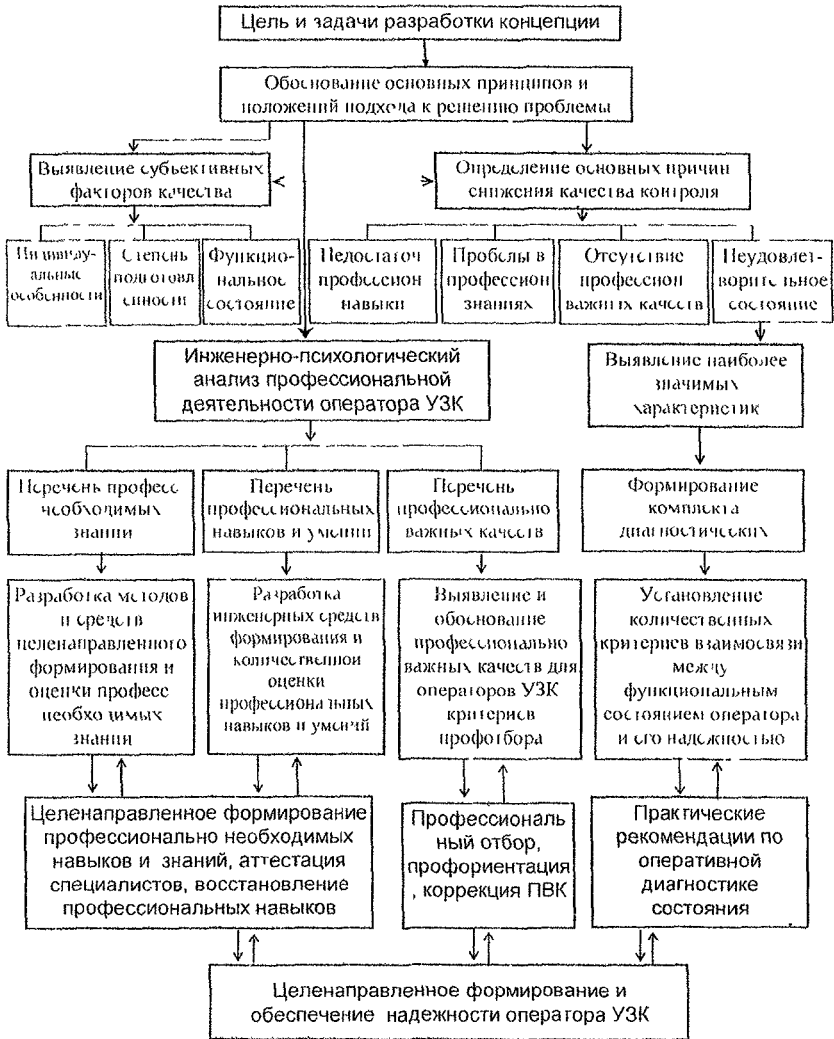 Цель и задачи разработки концепции
Обоснование основных принципов и
положений подхода к решению проблемы
Выявление субъективных
факторов качества
Определение основных причин
снижения качества контроля
Индивиду-
альные
особенности
Степень
подготовл
енности
Функцио-
нальное
состояние
Недостаточ
профессион
навыки
Пробелы в
профессион
знаниях
Отсутствие
профессион
важных качеств
Неудовлет-
ворительное
состояние
Инженерно-психологический
анализ профессиональной
деятельности оператора УЗК
Выявление наиболее
значимых
характеристик
Перечень професс
необходимых
знании
Перечень
профессиональных
навыков и умении
Перечень
профессионально
важных качеств
Формирование
комплекта
диагностических
Разработка методов
и средств
целенаправленного
формирования и
оценки професс
необходимых
знании
Разработка
инженерных средств
формирования и
количественной
оценки
профессиональных
навыков и умений
Выявление и
обоснование
профессионально
важных качеств для
операторов УЗК
критериев
профотбора
Установление
количественных
критериев взаимосвязи
между
функциональным
состоянием оператора
и его надежностью
Целенаправленное формирование
профессионально необходимых
навыков и знаний, аттестация
специалистов, восстановление
профессиональных навыков
Профессиональ
ный отбор,
профориентация
, коррекция ПВК
Практические
рекомендации по
оперативной
диагностике
состояния
Целенаправленное формирование и
обеспечение надежности оператора УЗК